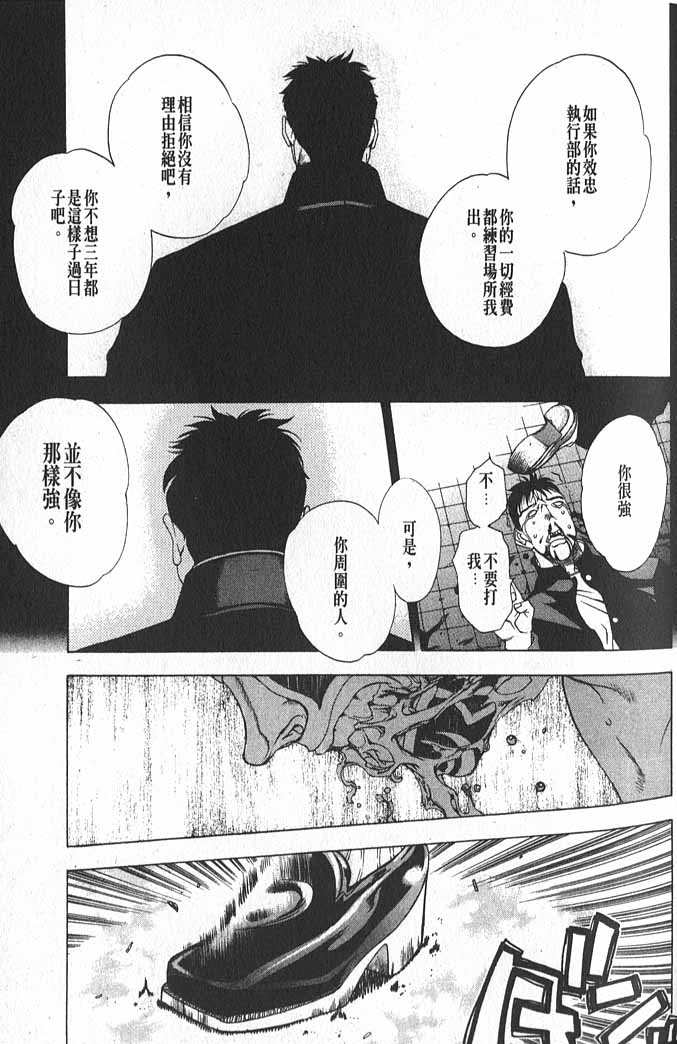 如果你效忠
執行部的話，
你的一切經費
都練習場所我
出。
相信你沒有
理由拒絕吧，
你不想三年都
是這樣子過日
子吧。
你很強
不…
不要打
我…
可是，
你周圍的人。
並不像你
那樣強。